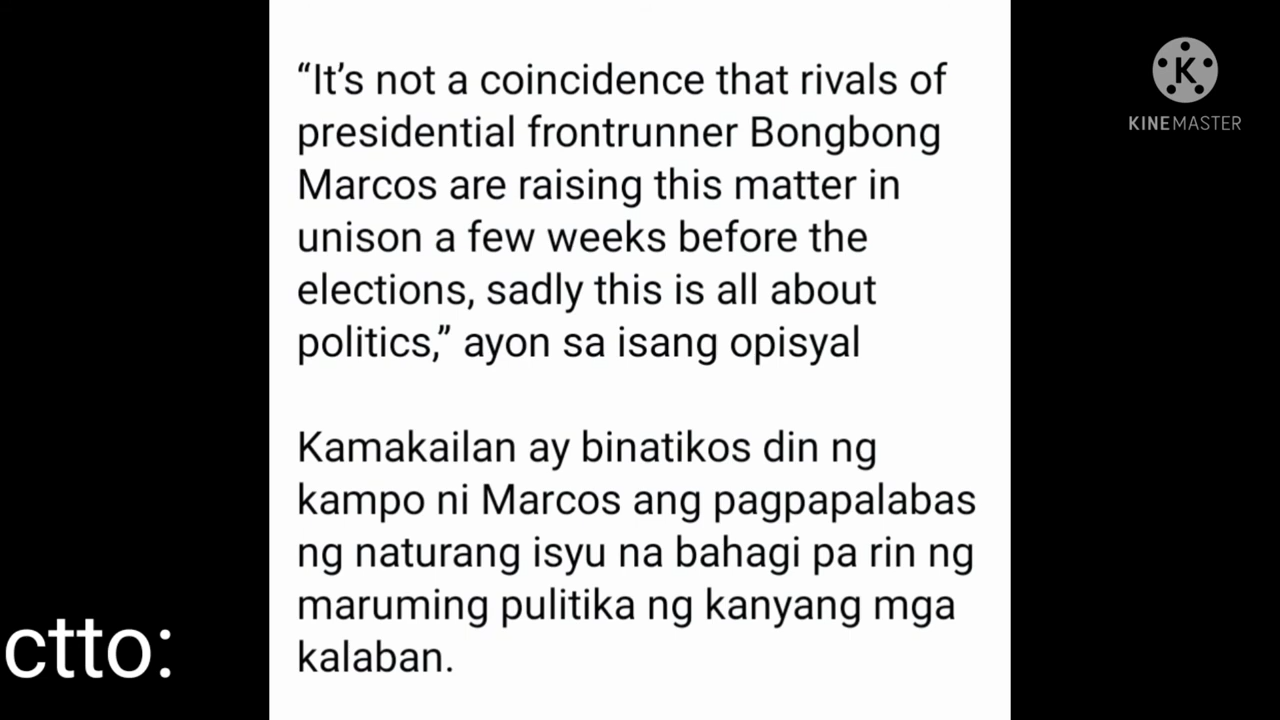 “It’s not a coincidence that rivals of
presidential frontrunner Bongbong
Marcos are raising this matter in
unison a few weeks before the
elections, sadly this is all about
politics,” ayon sa isang opisyal
Kamakailan ay binatikos din ng
kampo ni Marcos ang pagpapalabas
ng naturang isyu na bahagi pa rin ng
maruming pulitika ng kanyang mga
kalaban.
ctto:
K
KINEMASTER